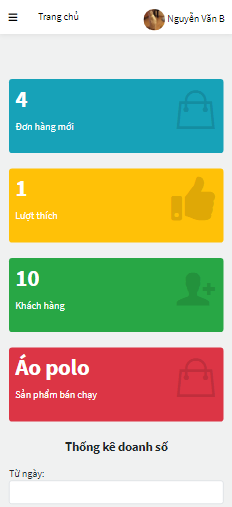 Trang chủ
Nguyễn Văn B
4
Đơn hàng mới
1
Lượt thích
10
Khách hàng
Áo polo
Sản phẩm bán chạy
Thống kê doanh số
Từ ngày: